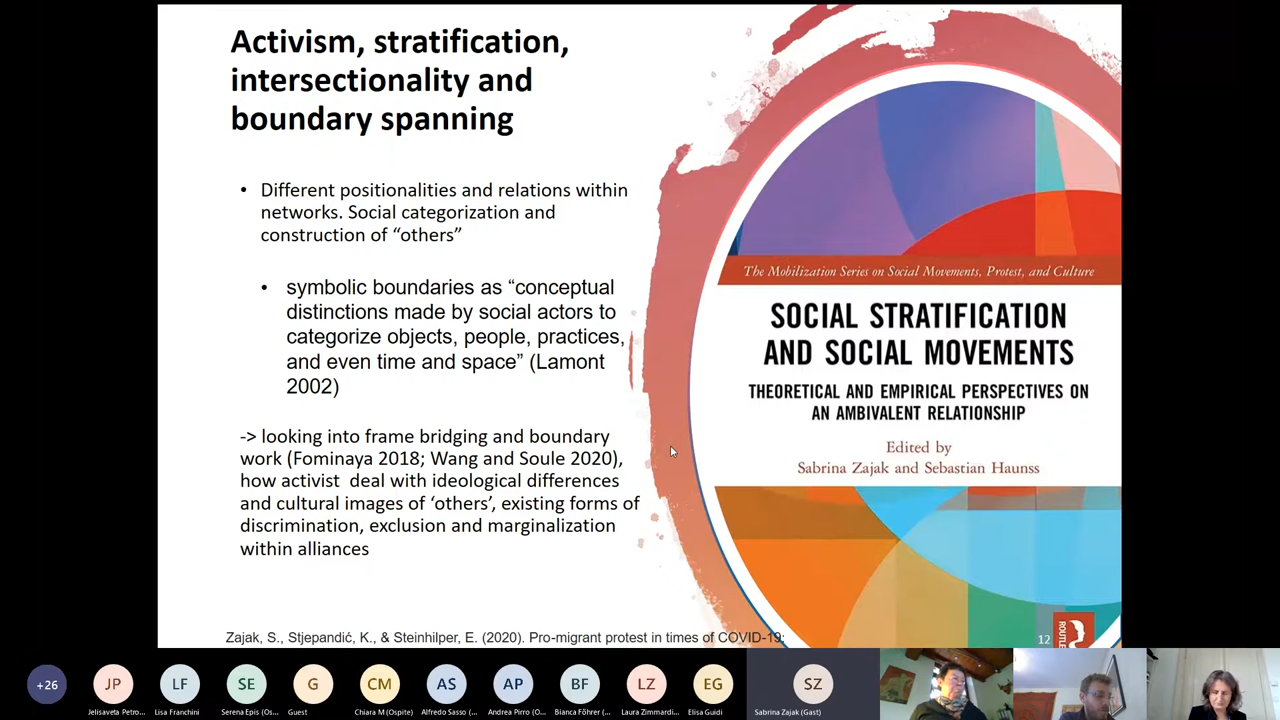 Activism, stratification,
intersectionality and
boundary spanning
• Different positionalities and relations within
networks. Social categorization and
construction of “others”
• symbolic boundaries as “conceptual
distinctions made by social actors to
categorize objects, people, practices,
and even time and space” (Lamont
2002)
-> looking into frame bridging and boundary
work (Fominaya 2018; Wang and Soule 2020),
how activist  deal with ideological differences
and cultural images of ‘others’, existing forms of
discrimination, exclusion and marginalization
within alliances
Zajak, S., Stjepandić, K., & Steinhilper, E. (2020). Pro-migrant protest in times of COVID-19:
The Mobilization Series on Social Movements, Protest, and Culture
SOCIAL STRATIFICATION
AND SOCIAL MOVEMENTS
THEORETICAL AND EMPIRICAL PERSPECTIVES ON
AN AMBIVALENT RELATIONSHIP
Edited by
Sabrina Zajak and Sebastian Haunss
12
+26
JP
LF
SE
G
CM
AS
AP
BF
LZ
EG
SZ
Jelisaveta Petro...
Lisa Franchini
Serena Epis (Os...
Guest
Chiara M (Ospite)
Alfredo Sasso (...
Andrea Pirro (O...
Bianca Föhrer (...
Laura Zimmardi...
Elisa Guidi
Sabrina Zajak (Gast)